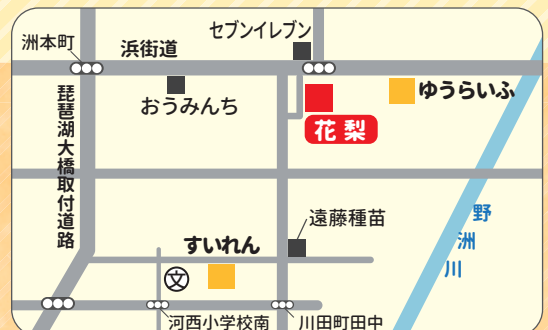 セブンイレブン
洲本町
浜街道
おうみんち
ゆうらいふ
花梨
琵琶湖大橋取付道路
野洲川
遠藤種苗
すいれん
文
河西小学校南
川田町田中